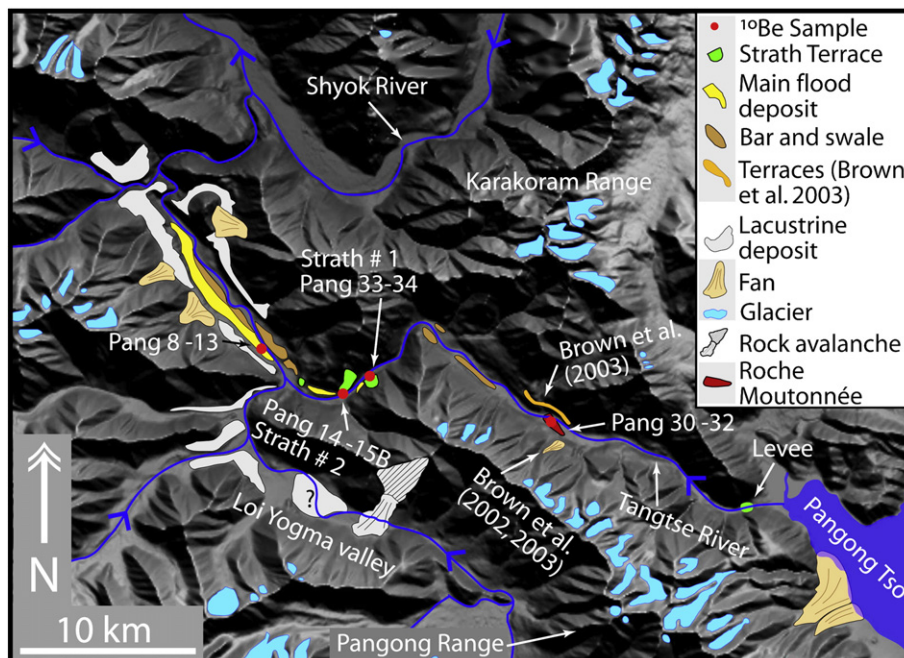 Shyok River
Karakoram Range
Strath # 1
Pang 33-34
Pang 8 -13
Brown et al.
(2003)
Pang 30 -32
Pang 14 -15B
Strath # 2
Levee
Brown et al.
(2002, 2003)
Tangtse River
Pangong Tso
?
Loi Yogma valley
N
10 km
Pangong Range
¹⁰Be Sample
Strath Terrace
Main flood
deposit
Bar and swale
Terraces (Brown
et al. 2003)
Lacustrine
deposit
Fan
Glacier
Rock avalanche
Roche
Moutonnée